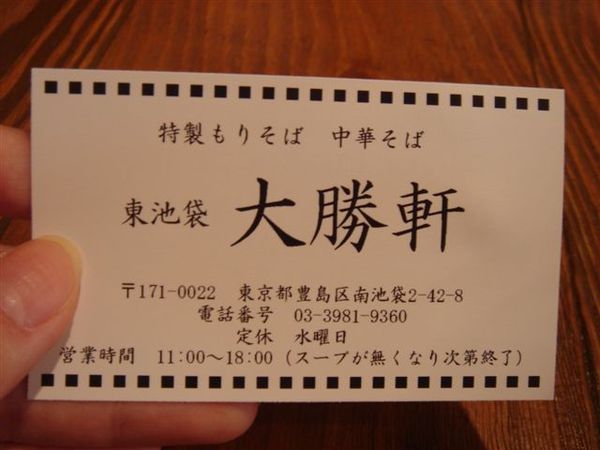 特製もりそば　中華そば
東池袋 大勝軒
〒171-0022　東京都豊島区南池袋2-42-8
電話番号　03-3981-9360
定休　水曜日
営業時間　11:00〜18:00（スープが無くなり次第終了）